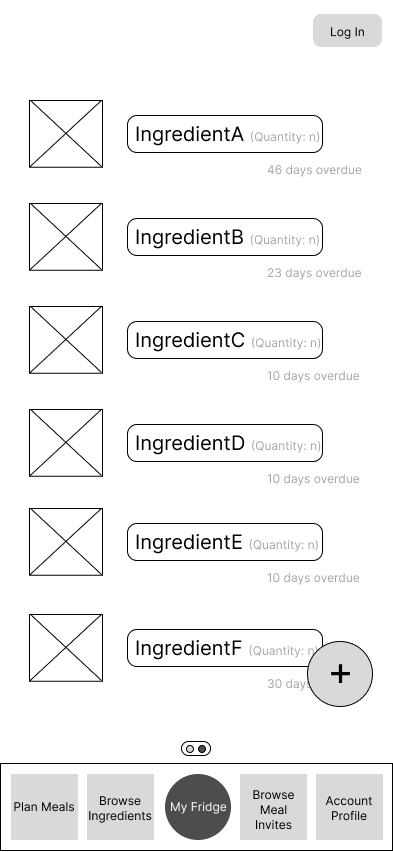 Log In
IngredientA (Quantity: n)
46 days overdue
IngredientB (Quantity: n)
23 days overdue
IngredientC (Quantity: n)
10 days overdue
IngredientD (Quantity: n)
10 days overdue
IngredientE (Quantity: n)
10 days overdue
IngredientF (Quantity: n)
30 days
+
Plan Meals
Browse
Ingredients
My Fridge
Browse
Meal
Invites
Account
Profile